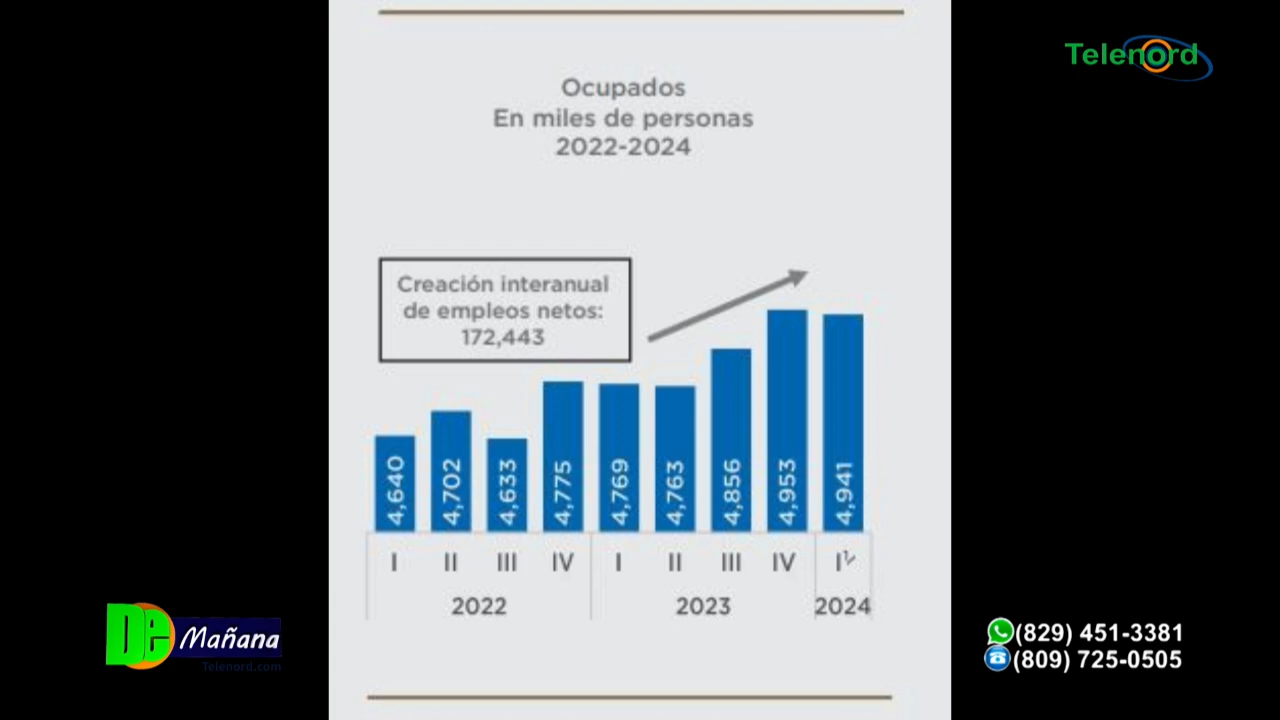 Telenord
Ocupados
En miles de personas
2022-2024
Creación interanual
de empleos netos:
172,443
4,640
4,702
4,633
4,775
4,769
4,763
4,856
4,953
4,941
I II III IV I II III IV I 1/
2022 2023 2024
De Mañana
Telenord.com
(829) 451-3381
(809) 725-0505